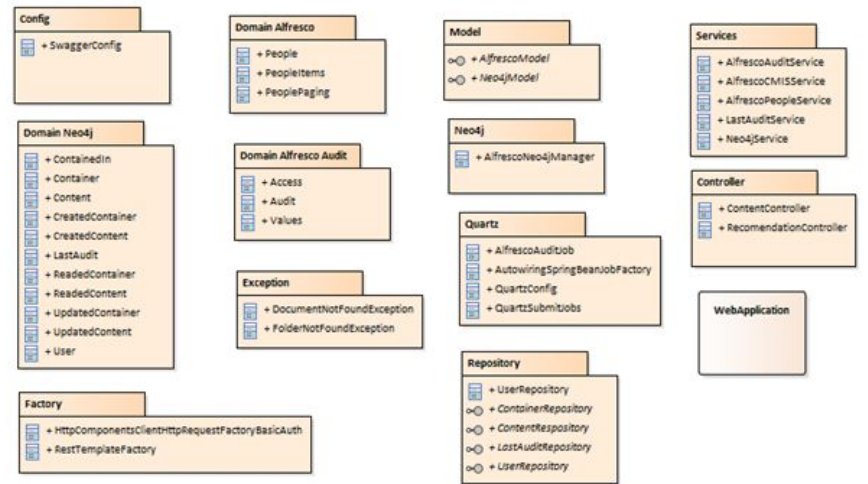 Config
+ SwaggerConfig
Domain Neo4j
+ ContainedIn
+ Container
+ Content
+ CreatedContainer
+ CreatedContent
+ LastAudit
+ ReadedContainer
+ ReadedContent
+ UpdatedContainer
+ UpdatedContent
+ User
Factory
+ HttpComponentsClientHttpRequestFactoryBasicAuth
+ RestTemplateFactory
Domain Alfresco
+ People
+ PeopleItems
+ PeoplePaging
Domain Alfresco Audit
+ Access
+ Audit
+ Values
Exception
+ DocumentNotFoundException
+ FolderNotFoundException
Model
+ AlfrescoModel
+ Neo4jModel
Neo4j
+ AlfrescoNeo4jManager
Quartz
+ AlfrescoAuditJob
+ AutowiringSpringBeanJobFactory
+ QuartzConfig
+ QuartzSubmitJobs
Repository
+ UserRepository
+ ContainerRepository
+ ContentRespository
+ LastAuditRepository
+ UserRepository
Services
+ AlfrescoAuditService
+ AlfrescoCMISService
+ AlfrescoPeopleService
+ LastAuditService
+ Neo4jService
Controller
+ ContentController
+ RecomendationController
WebApplication